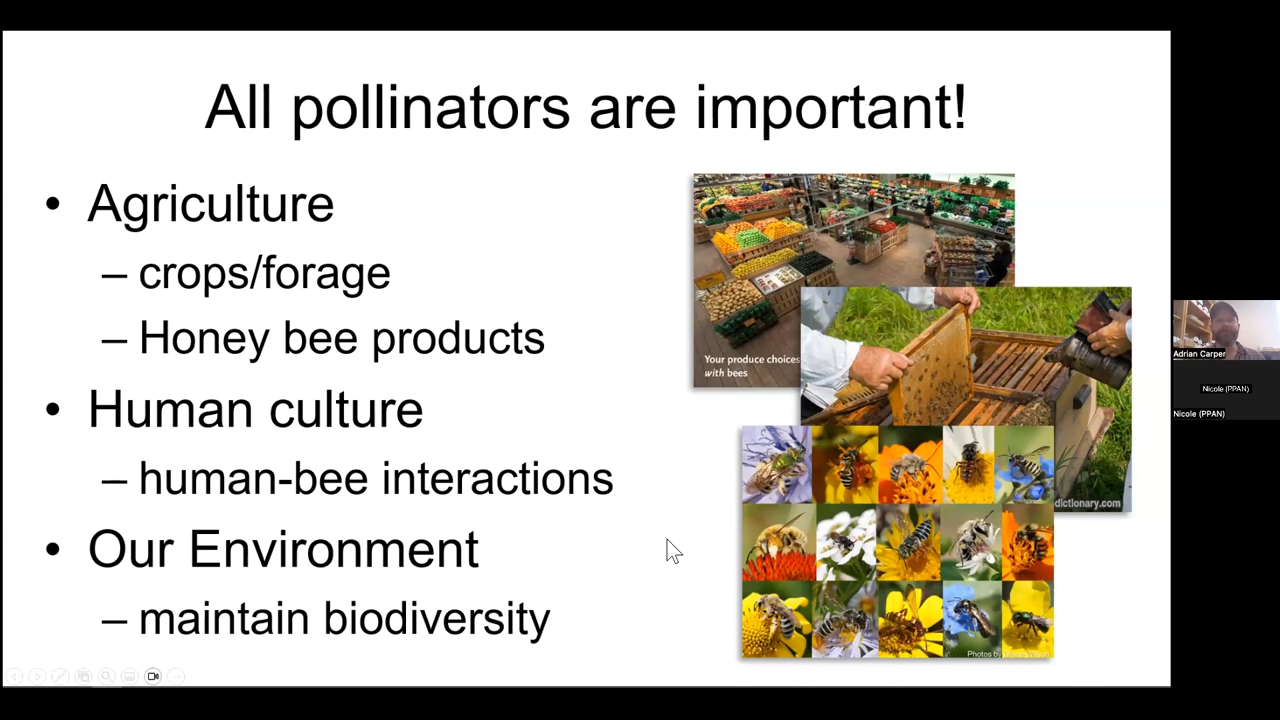 All pollinators are important!
• Agriculture
– crops/forage
– Honey bee products
• Human culture
– human-bee interactions
• Our Environment
– maintain biodiversity
Your produce choices
with bees
dictionary.com
Photos by
Adrian Carper
Nicole (PPAN)
Nicole (PPAN)